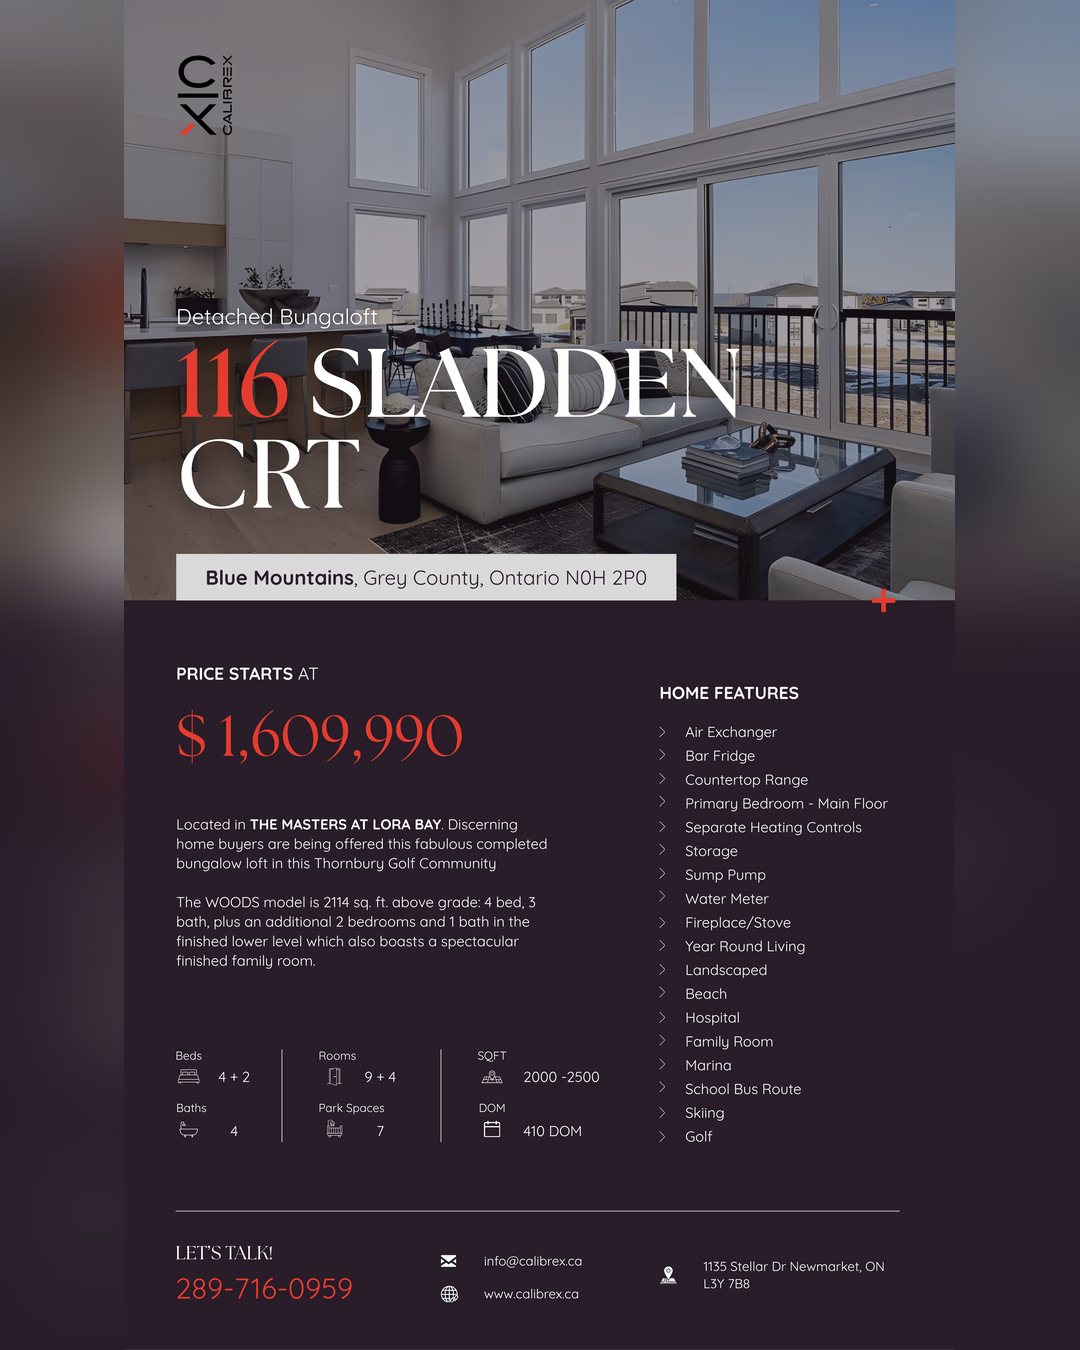 CALIBREX
Detached Bungaloft
116 SLADDEN
CRT
Blue Mountains, Grey County, Ontario N0H 2P0
PRICE STARTS AT
$ 1,609,990
Located in THE MASTERS AT LORA BAY. Discerning
home buyers are being offered this fabulous completed
bungalow loft in this Thornbury Golf Community
The WOODS model is 2114 sq. ft. above grade: 4 bed, 3
bath, plus an additional 2 bedrooms and 1 bath in the
finished lower level which also boasts a spectacular
finished family room.
Beds
4 + 2
Baths
4
Rooms
9 + 4
Park Spaces
7
SQFT
2000 -2500
DOM
410 DOM
HOME FEATURES
Air Exchanger
Bar Fridge
Countertop Range
Primary Bedroom - Main Floor
Separate Heating Controls
Storage
Sump Pump
Water Meter
Fireplace/Stove
Year Round Living
Landscaped
Beach
Hospital
Family Room
Marina
School Bus Route
Skiing
Golf
LET'S TALK!
289-716-0959
info@calibrex.ca
www.calibrex.ca
1135 Stellar Dr Newmarket, ON
L3Y 7B8